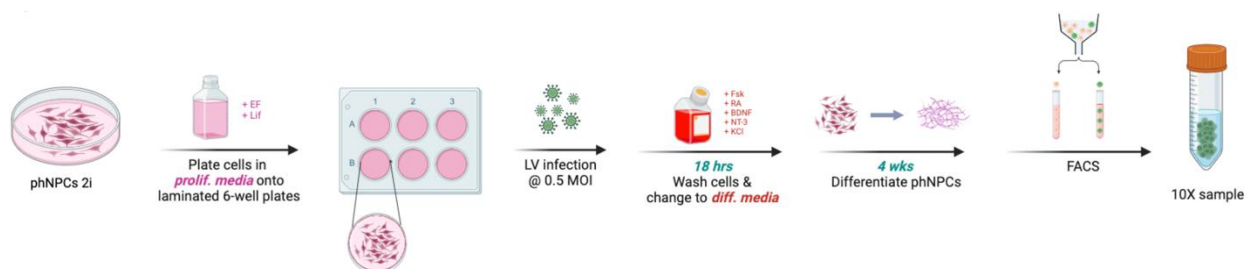 phNPCs 2i
+ EF
+ Lif
Plate cells in
prolif. media onto
laminated 6-well plates
1 2 3
A
B
LV infection
@ 0.5 MOI
+ Fsk
+ RA
+ BDNF
+ NT-3
+ KCl
18 hrs
Wash cells &
change to diff. media
4 wks
Differentiate phNPCs
FACS
10X sample